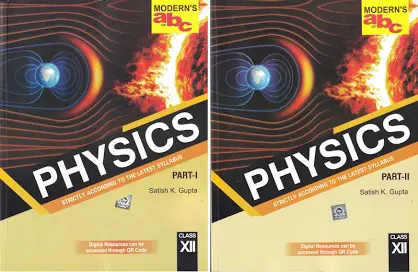 MODERN'S
abc
OF
PHYSICS
STRICTLY ACCORDING TO THE LATEST SYLLABUS
PART-I
Satish K. Gupta
CLASS
XII
Digital Resources can be
accessed through QR Code
MODERN'S
abc
OF
PHYSICS
STRICTLY ACCORDING TO THE LATEST SYLLABUS
PART-II
Satish K. Gupta
CLASS
XII
Digital Resources can be
accessed through QR Code